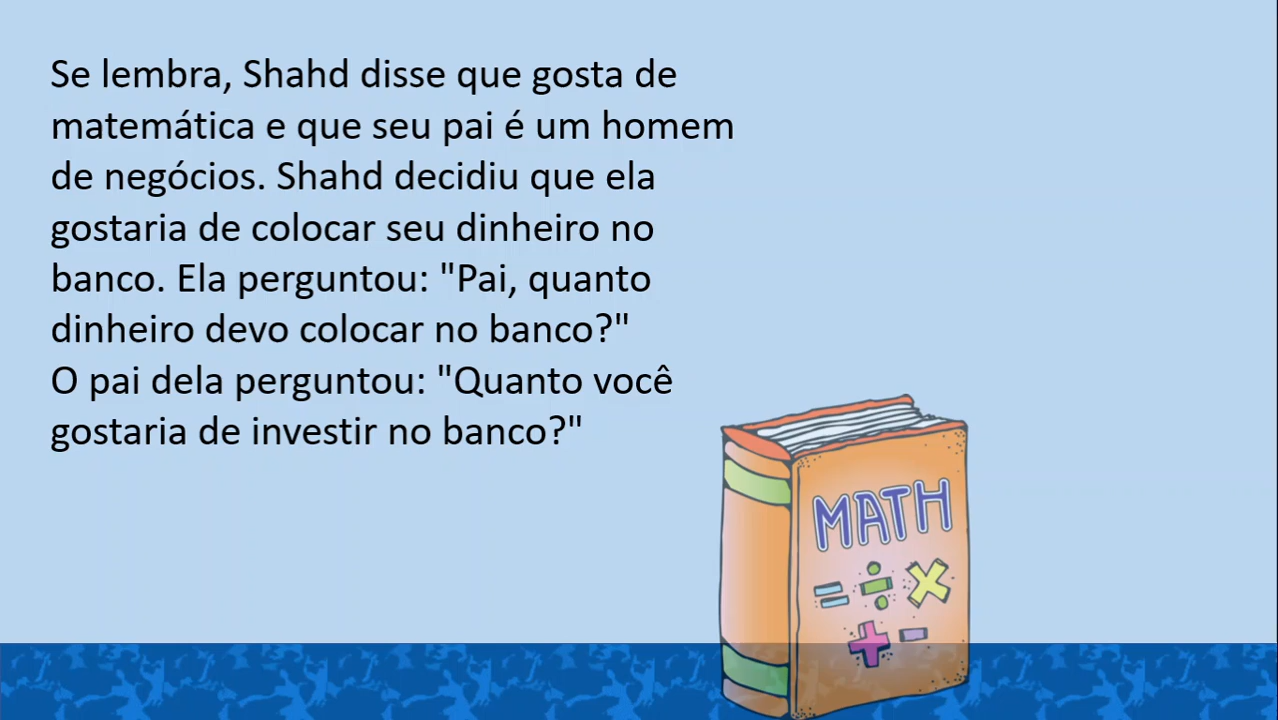 Se lembra, Shahd disse que gosta de
matemática e que seu pai é um homem
de negócios. Shahd decidiu que ela
gostaria de colocar seu dinheiro no
banco. Ela perguntou: "Pai, quanto
dinheiro devo colocar no banco?"
O pai dela perguntou: "Quanto você
gostaria de investir no banco?"
MATH
= ÷ ×
+ -